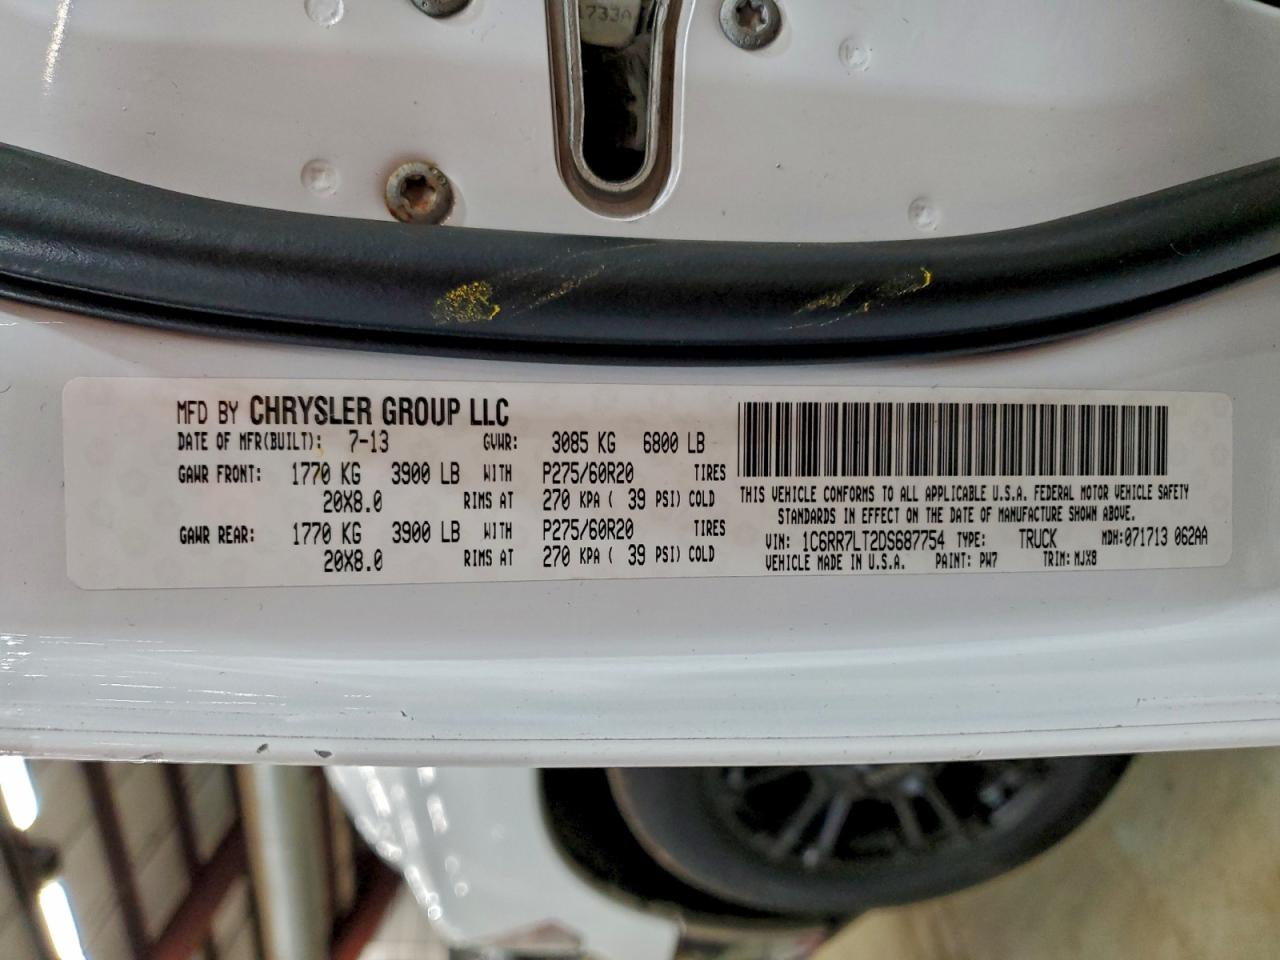 1733A
MFD BY CHRYSLER GROUP LLC
DATE OF MFR(BUILT): 7-13 GVWR: 3085 KG 6800 LB
GAWR FRONT: 1770 KG 3900 LB WITH P275/60R20 TIRES
20X8.0 RIMS AT 270 KPA ( 39 PSI) COLD
GAWR REAR: 1770 KG 3900 LB WITH P275/60R20 TIRES
20X8.0 RIMS AT 270 KPA ( 39 PSI) COLD
THIS VEHICLE CONFORMS TO ALL APPLICABLE U.S.A. FEDERAL MOTOR VEHICLE SAFETY
STANDARDS IN EFFECT ON THE DATE OF MANUFACTURE SHOWN ABOVE.
VIN: 1C6RR7LT2DS687754 TYPE: TRUCK MDH:071713 062AA
VEHICLE MADE IN U.S.A. PAINT: PW7 TRIM: MJX8